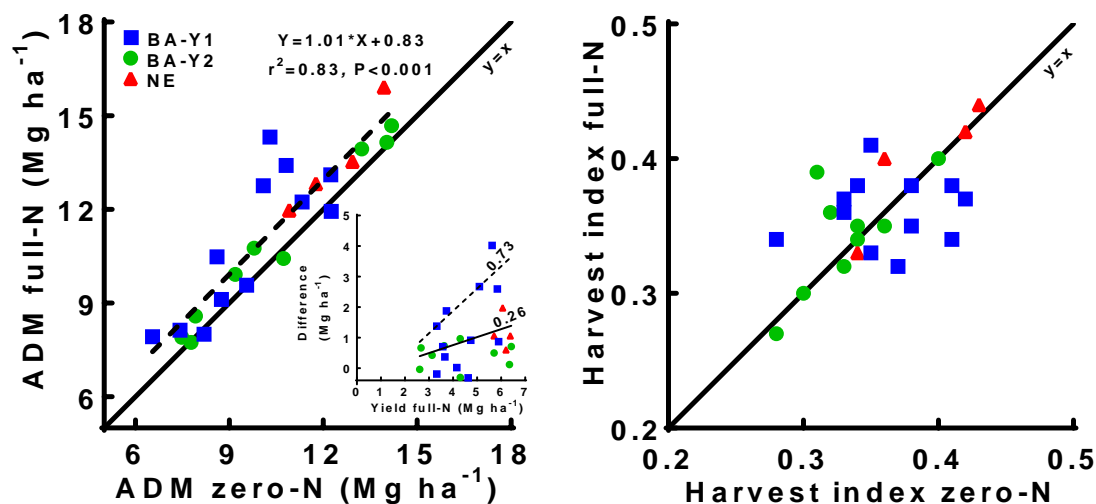 18
15
12
9
6
ADM full-N (Mg ha⁻¹)
BA-Y1
BA-Y2
NE
Y=1.01*X+0.83
r²=0.83, P<0.001
y=x
5
4
3
2
1
0
Difference
(Mg ha⁻¹)
0.73
0.26
0 1 2 3 4 5 6 7
Yield full-N (Mg ha⁻¹)
6 9 12 15 18
ADM zero-N (Mg ha⁻¹)
0.5
0.4
0.3
0.2
Harvest index full-N
y=x
0.2 0.3 0.4 0.5
Harvest index zero-N